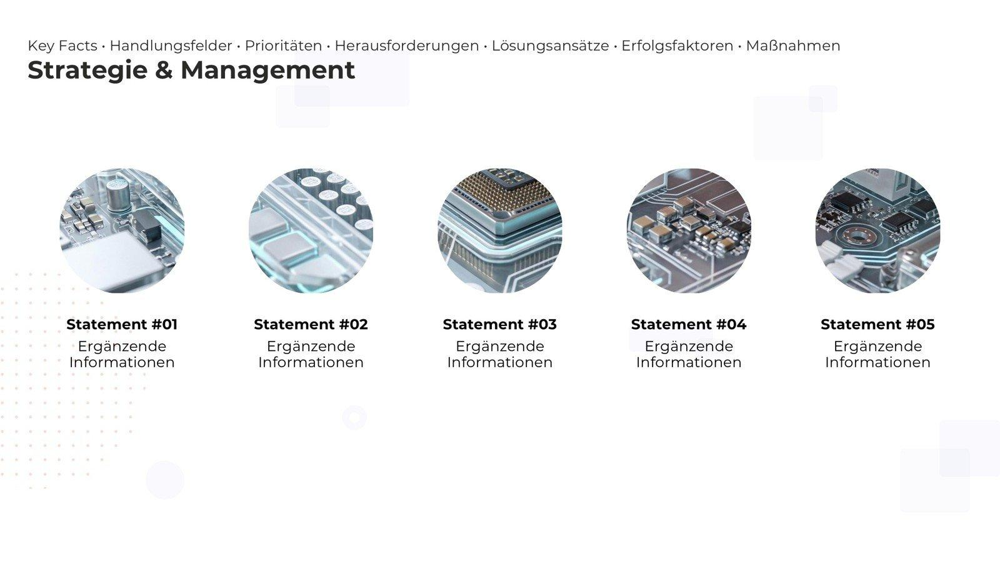 Key Facts • Handlungsfelder • Prioritäten • Herausforderungen • Lösungsansätze • Erfolgsfaktoren • Maßnahmen
Strategie & Management
Statement #01
Ergänzende
Informationen
Statement #02
Ergänzende
Informationen
Statement #03
Ergänzende
Informationen
Statement #04
Ergänzende
Informationen
Statement #05
Ergänzende
Informationen